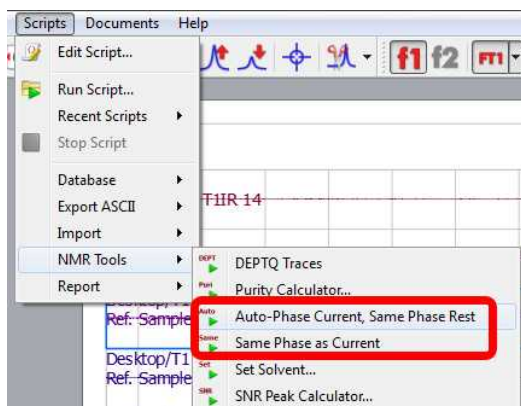 Scripts Documents Help
Edit Script...
f1 f2 FT1
Run Script...
Recent Scripts
Stop Script
Database
T1IR 14
Export ASCII
Import
NMR Tools
DEPT DEPTQ Traces
Report
Puri Purity Calculator...
Ref. Sample
Auto Auto-Phase Current, Same Phase Rest
Same Same Phase as Current
Desktop/T1
Set Set Solvent...
Ref. Sample
SNR SNR Peak Calculator...